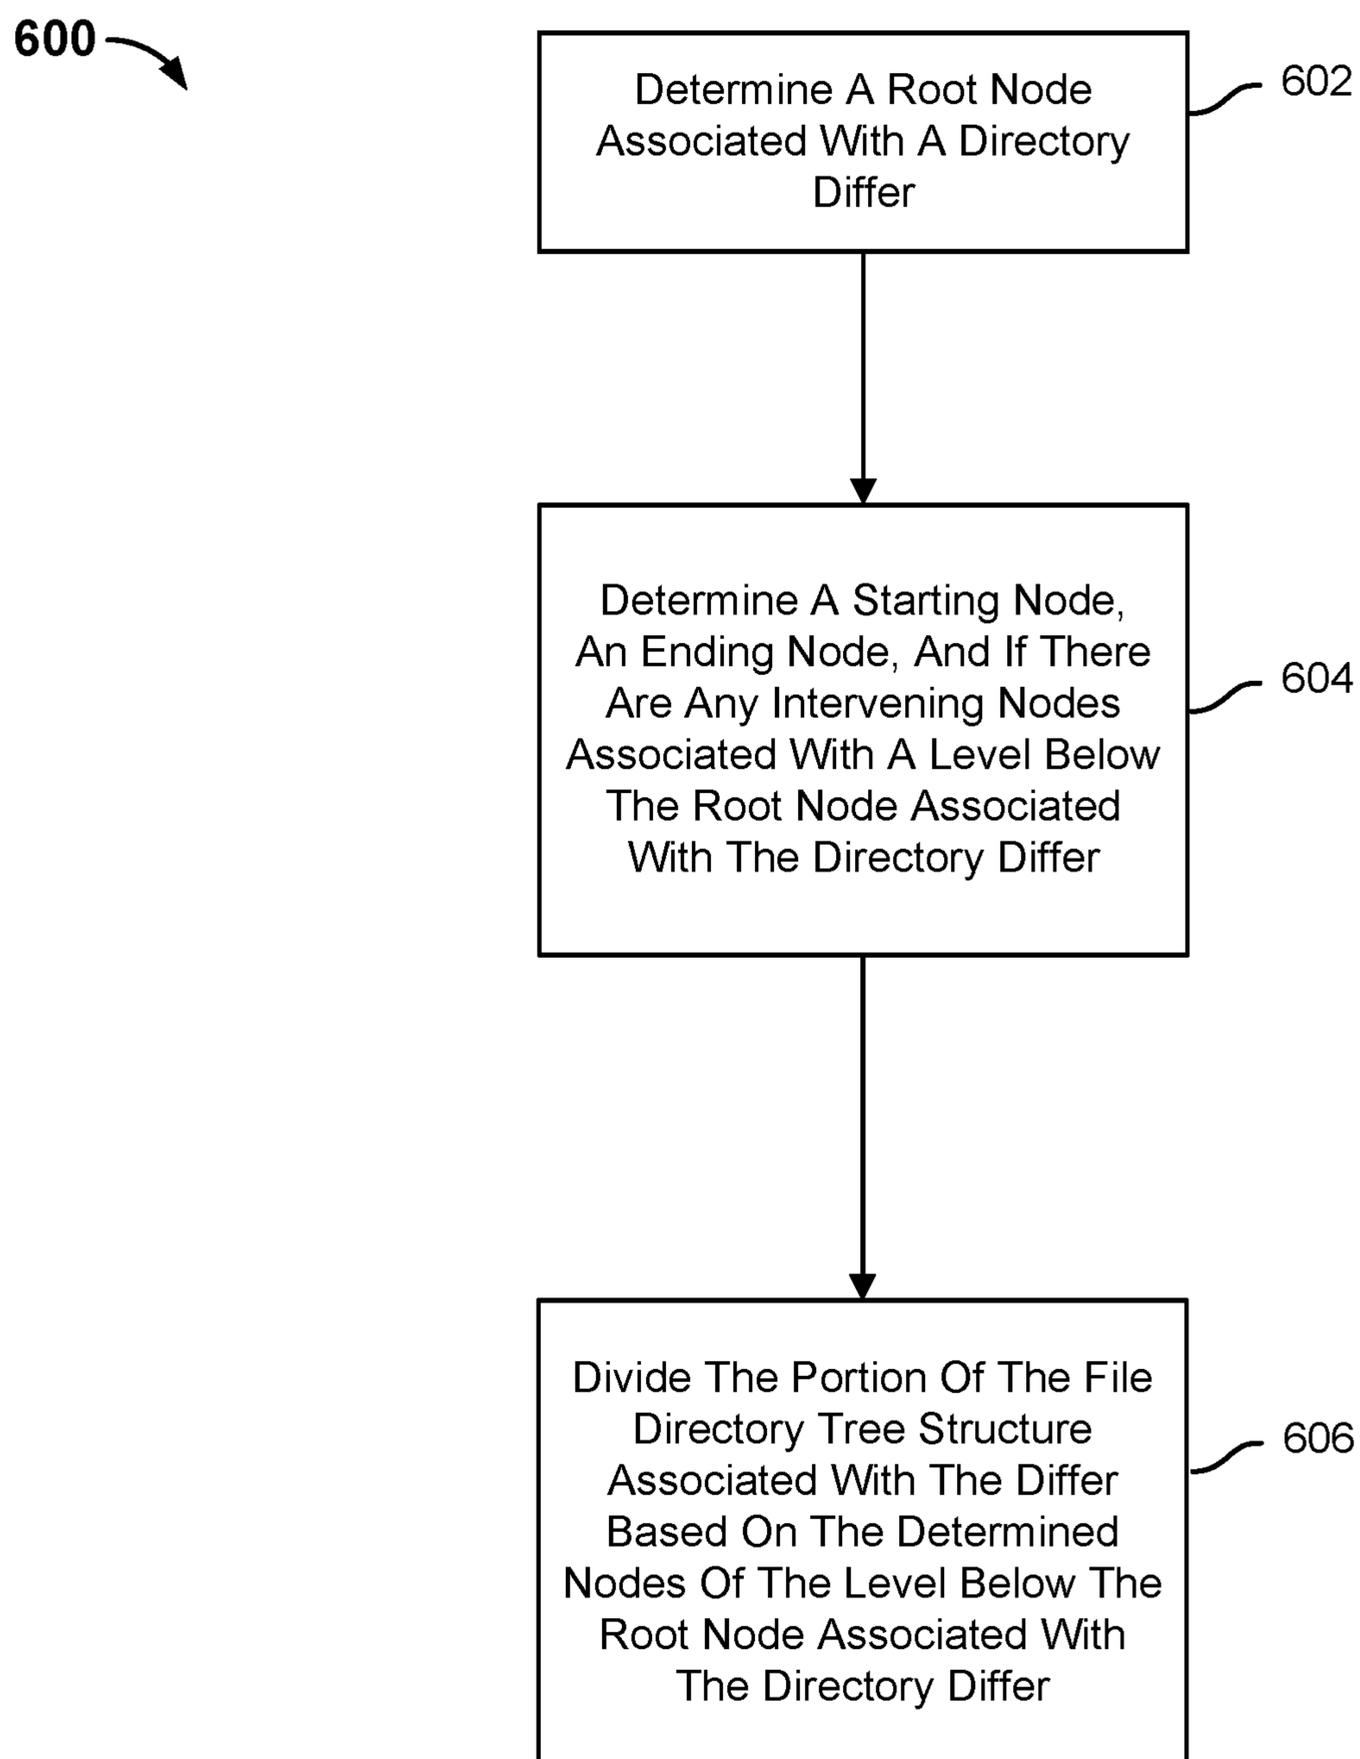 600
Determine A Root Node
Associated With A Directory
Differ
602
Determine A Starting Node,
An Ending Node, And If There
Are Any Intervening Nodes
Associated With A Level Below
The Root Node Associated
With The Directory Differ
604
Divide The Portion Of The File
Directory Tree Structure
Associated With The Differ
Based On The Determined
Nodes Of The Level Below The
Root Node Associated With
The Directory Differ
606